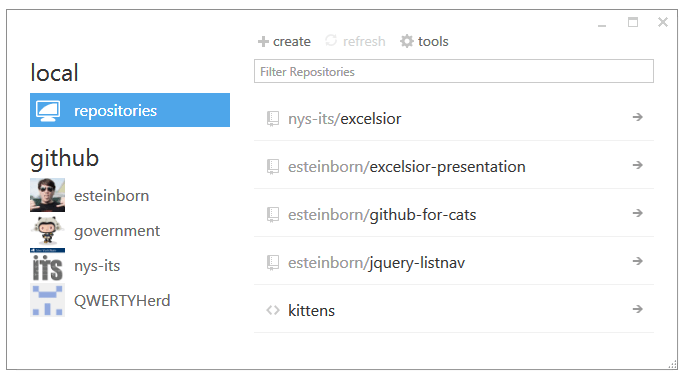 create refresh tools
local
Filter Repositories
repositories
nys-its/excelsior
github
esteinborn/excelsior-presentation
esteinborn
esteinborn/github-for-cats
government
nys-its
esteinborn/jquery-listnav
QWERTYHerd
kittens